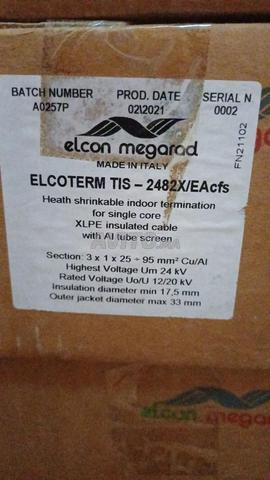 BATCH NUMBER PROD. DATE SERIAL N
A0257P 02\2021 0002
elcon megarad
MADE IN ITALY
FN21102
ELCOTERM TIS – 2482X/EAcfs
Heath shrinkable indoor termination
for single core
XLPE insulated cable
with Al tube screen
Section: 3 x 1 x 25 ÷ 95 mm² Cu/Al
Highest Voltage Um 24 kV
Rated Voltage Uo/U 12/20 kV
Insulation diameter min 17,5 mm
Outer jacket diameter max 33 mm
elcon megarad